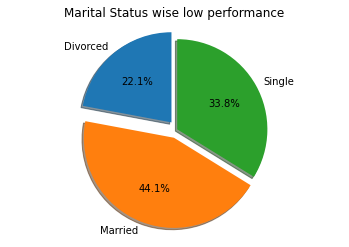 Marital Status wise low performance
Divorced
22.1%
Single
33.8%
44.1%
Married